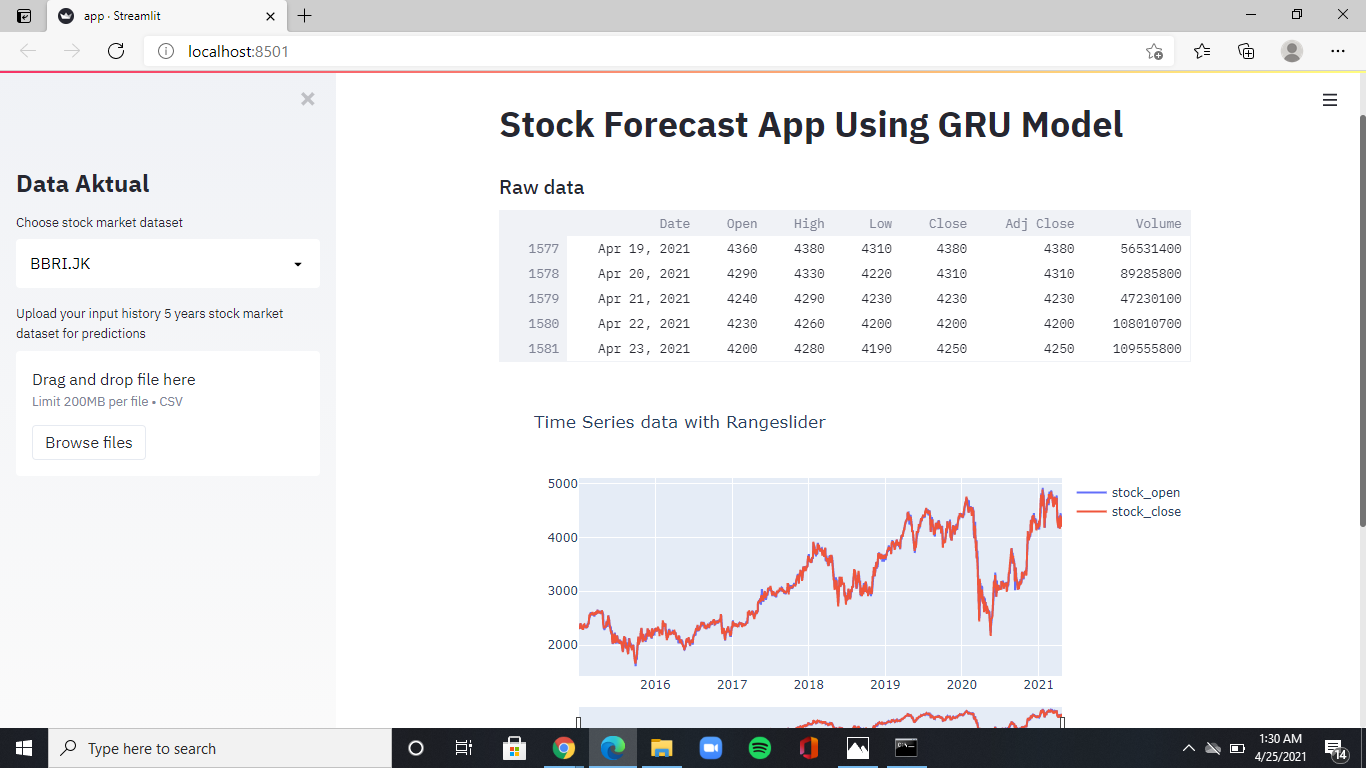 app · Streamlit
localhost:8501
Data Aktual
Choose stock market dataset
BBRI.JK
Upload your input history 5 years stock market
dataset for predictions
Drag and drop file here
Limit 200MB per file • CSV
Browse files
Stock Forecast App Using GRU Model
Raw data
Date Open High Low Close Adj Close Volume
1577 Apr 19, 2021 4360 4380 4310 4380 4380 56531400
1578 Apr 20, 2021 4290 4330 4220 4310 4310 89285800
1579 Apr 21, 2021 4240 4290 4230 4230 4230 47230100
1580 Apr 22, 2021 4230 4260 4200 4200 4200 108010700
1581 Apr 23, 2021 4200 4280 4190 4250 4250 109555800
Time Series data with Rangeslider
5000
4000
3000
2000
2016 2017 2018 2019 2020 2021
stock_open
stock_close
Type here to search
1:30 AM
4/25/2021
14